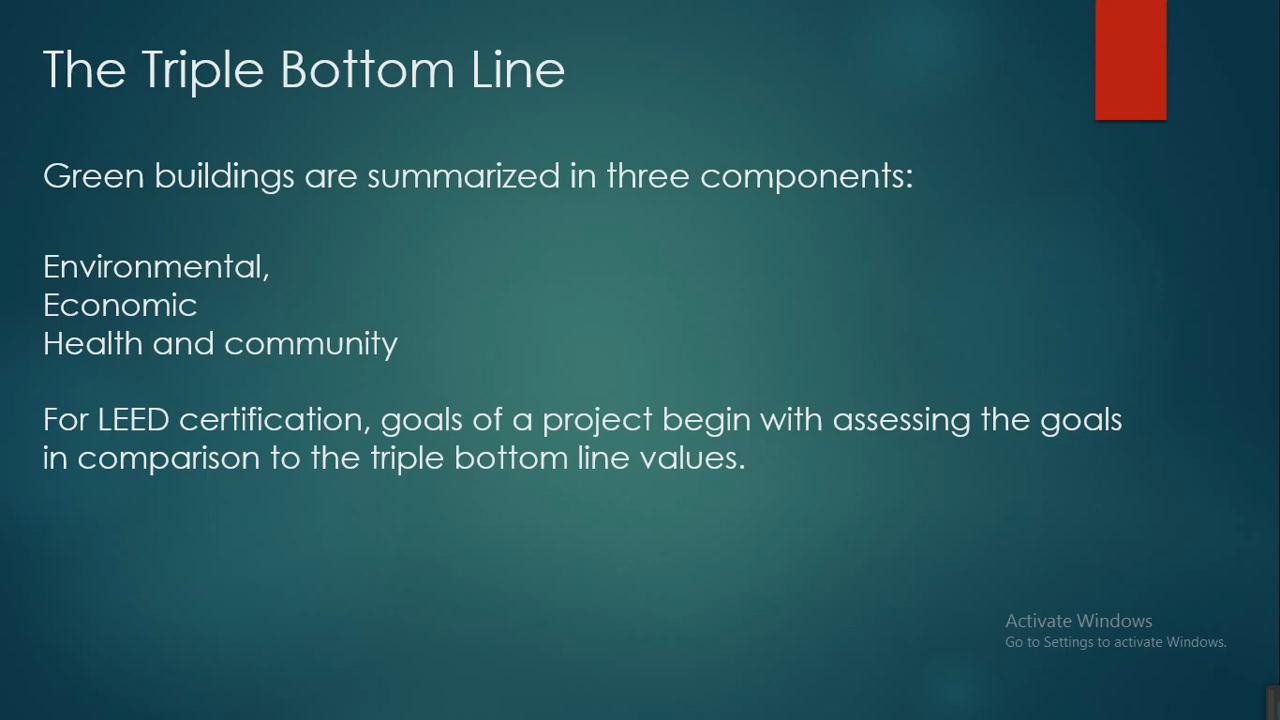 The Triple Bottom Line
Green buildings are summarized in three components:
Environmental,
Economic
Health and community
For LEED certification, goals of a project begin with assessing the goals
in comparison to the triple bottom line values.
Activate Windows
Go to Settings to activate Windows.